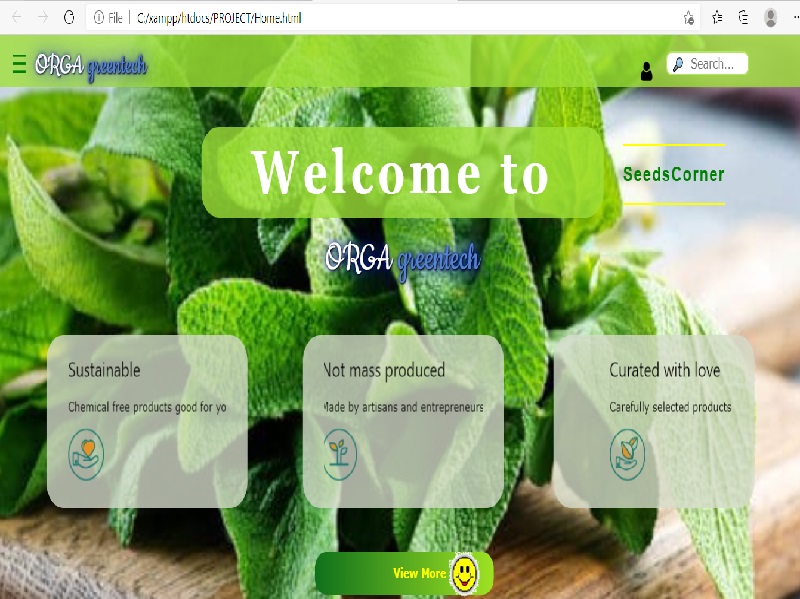 File
C:/xampp/htdocs/PROJECT/Home.html
ORGA greentech
Search...
Welcome to
SeedsCorner
ORGA greentech
Sustainable
Chemical free products good for yo
Not mass produced
Made by artisans and entrepreneurs
Curated with love
Carefully selected products
View More